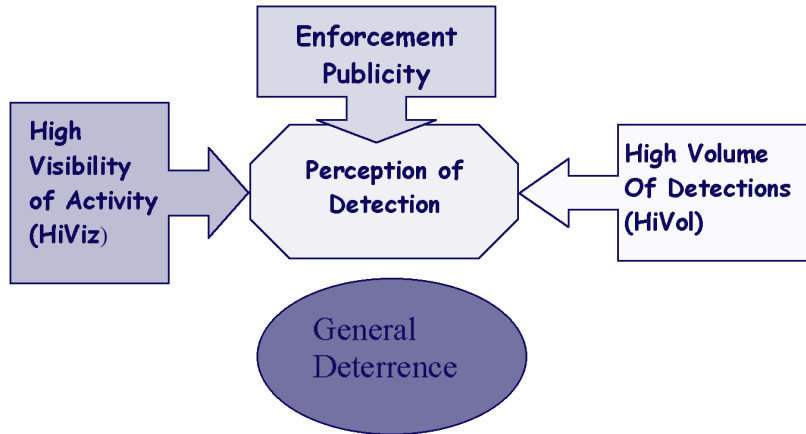 Enforcement
Publicity
High
Visibility
of Activity
(HiViz)
Perception of
Detection
High Volume
Of Detections
(HiVol)
General
Deterrence